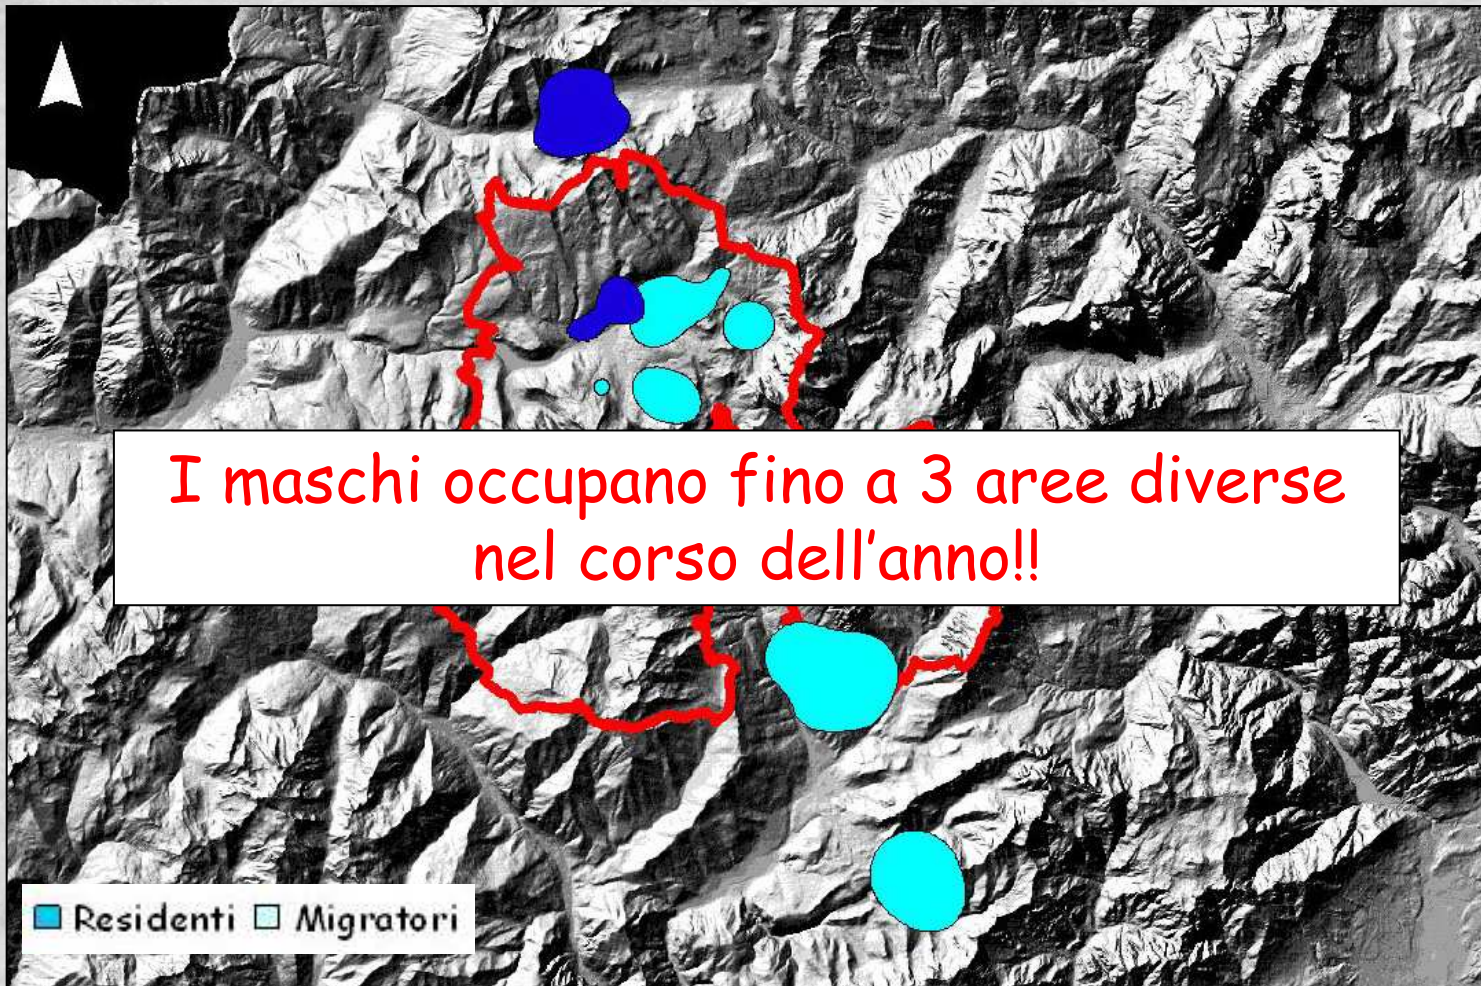 I maschi occupano fino a 3 aree diverse
nel corso dell'anno!!
Residenti Migratori